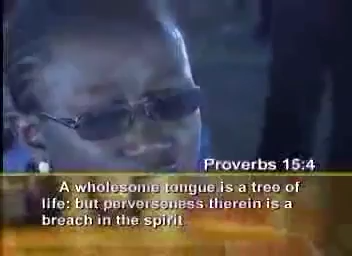 Proverbs 15:4
A wholesome tongue is a tree of
life: but perverseness therein is a
breach in the spirit